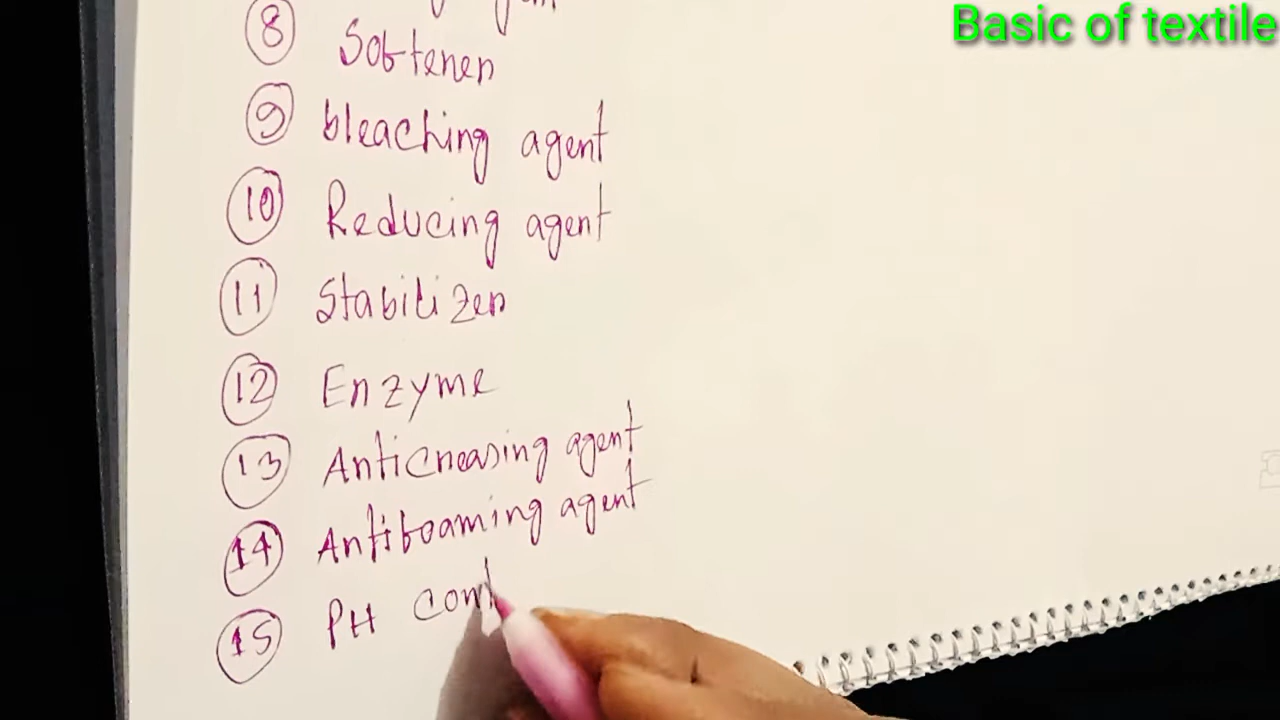 Basic of textile
8 Softener
9 bleaching agent
10 Reducing agent
11 Stabilizer
12 Enzyme
13 Anticreasing agent
14 Antifoaming agent
15 PH cont